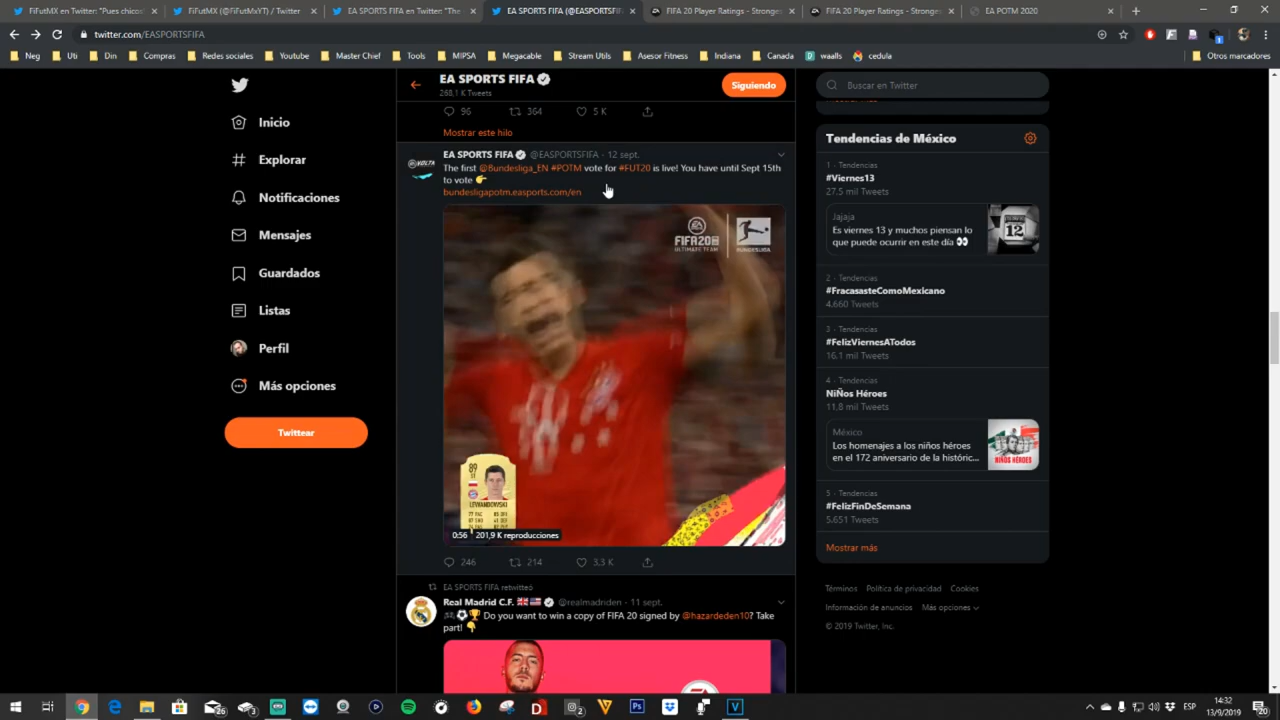 FiFutMX en Twitter: "Pues chicos
FiFutMX (@FiFutMxYT) / Twitter
EA SPORTS FIFA en Twitter: "The
EA SPORTS FIFA (@EASPORTSFIF
FIFA 20 Player Ratings - Stronges
FIFA 20 Player Ratings - Stronges
EA POTM 2020
twitter.com/EASPORTSFIFA
Neg
Uti
Din
Compras
Redes sociales
Youtube
Master Chief
Tools
MIPSA
Megacable
Stream Utils
Asesor Fitness
Indiana
Canada
waalls
cedula
Otros marcadores
Inicio
Explorar
Notificaciones
Mensajes
Guardados
Listas
Perfil
Más opciones
Twittear
EA SPORTS FIFA
Tweets
Siguiendo
96 364 5 K
Mostrar este hilo
EA SPORTS FIFA @EASPORTSFIFA · 12 sept.
The first @Bundesliga_EN #POTM vote for #FUT20 is live! You have until Sept 15th
to vote 👉
bundesligapotm.easports.com/en
FIFA20
ULTIMATE TEAM
BUNDESLIGA
89
ST
LEWANDOWSKI
0:56 201,9 K reproducciones
246 214 3,3 K
EA SPORTS FIFA retwitteó
Real Madrid C.F. 🇬🇧🇺🇸 @realmadriden · 11 sept.
🎮⚽🏆 Do you want to win a copy of FIFA 20 signed by @hazardeden10? Take
part! 👇
Buscar en Twitter
Tendencias de México
1 · Tendencias
#Viernes13
27.5 mil Tweets
Jajaja
Es viernes 13 y muchos piensan lo
que puede ocurrir en este día 👀
12
2 · Tendencias
#FracasasteComoMexicano
4.660 Tweets
3 · Tendencias
#FelizViernesATodos
16.1 mil Tweets
4 · Tendencias
NiÑos Héroes
11,8 mil Tweets
México
Los homenajes a los niños héroes
en el 172 aniversario de la históric...
NIÑOS HÉROES
5 · Tendencias
#FelizFinDeSemana
5.651 Tweets
Mostrar más
Términos Política de privacidad Cookies
Información de anuncios Más opciones
© 2019 Twitter, Inc.
ESP
14:32
13/9/2019